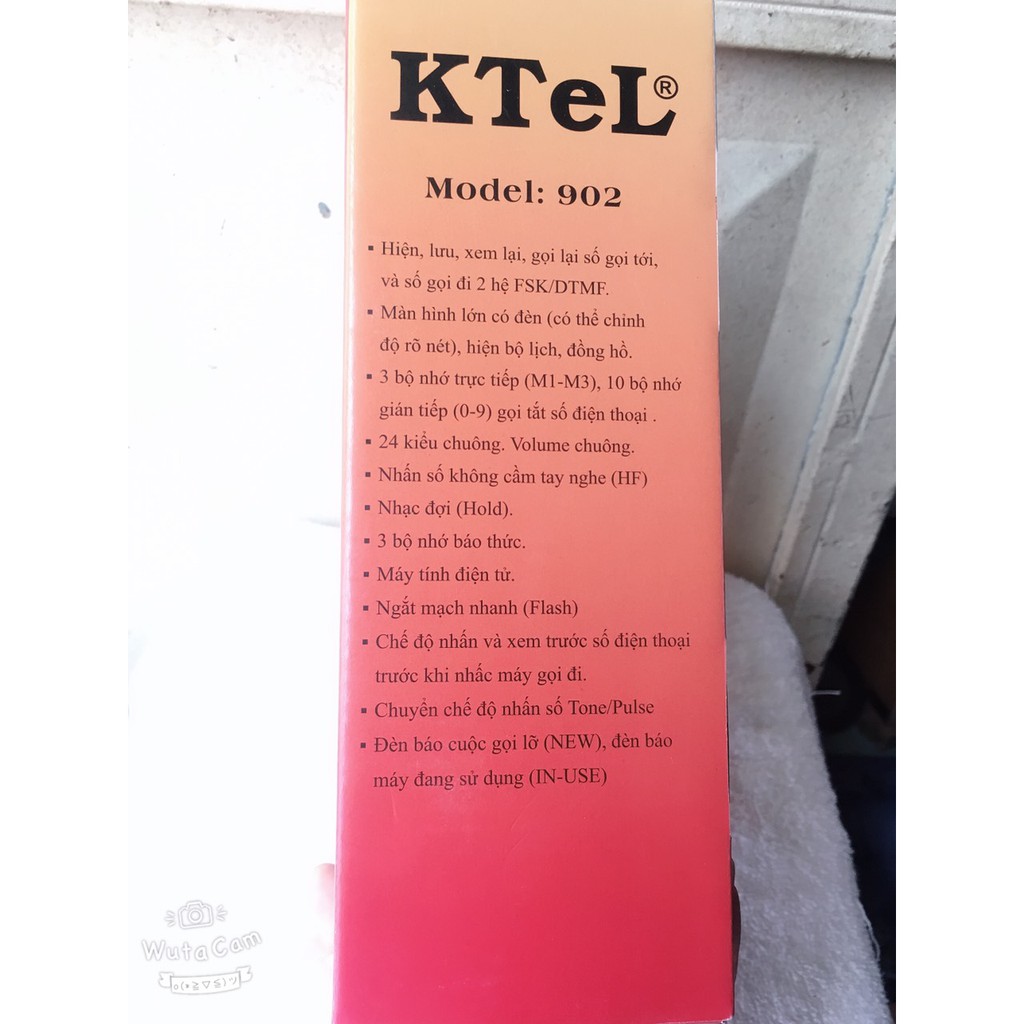 KTeL®
Model: 902
▪ Hiện, lưu, xem lại, gọi lại số gọi tới,
và số gọi đi 2 hệ FSK/DTMF.
▪ Màn hình lớn có đèn (có thể chỉnh
độ rõ nét), hiện bộ lịch, đồng hồ.
▪ 3 bộ nhớ trực tiếp (M1-M3), 10 bộ nhớ
gián tiếp (0-9) gọi tắt số điện thoại .
▪ 24 kiểu chuông. Volume chuông.
▪ Nhấn số không cầm tay nghe (HF)
▪ Nhạc đợi (Hold).
▪ 3 bộ nhớ báo thức.
▪ Máy tính điện tử.
▪ Ngắt mạch nhanh (Flash)
▪ Chế độ nhấn và xem trước số điện thoại
trước khi nhấc máy gọi đi.
▪ Chuyển chế độ nhấn số Tone/Pulse
▪ Đèn báo cuộc gọi lỡ (NEW), đèn báo
máy đang sử dụng (IN-USE)
WutaCam
o(*≧▽≦)ツ